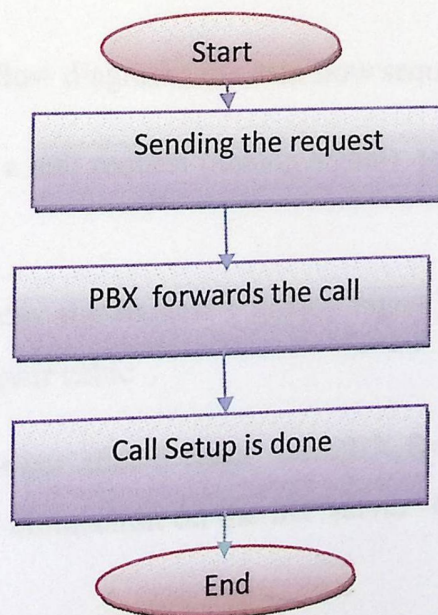 Start
Sending the request
PBX forwards the call
Call Setup is done
End